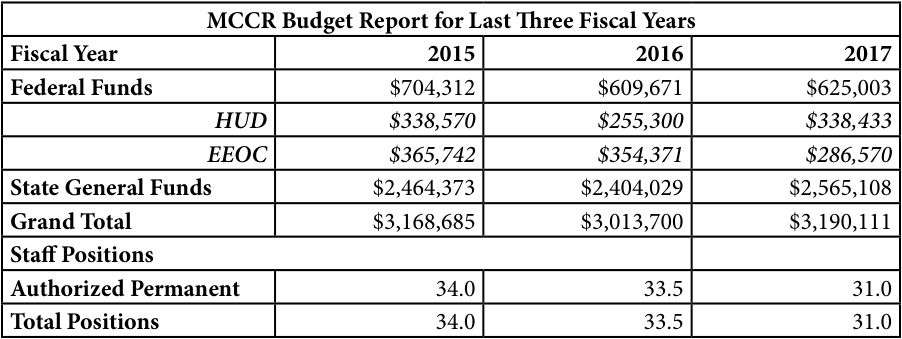 MCCR Budget Report for Last Three Fiscal Years
Fiscal Year 2015 2016 2017
Federal Funds $704,312 $609,671 $625,003
HUD $338,570 $255,300 $338,433
EEOC $365,742 $354,371 $286,570
State General Funds $2,464,373 $2,404,029 $2,565,108
Grand Total $3,168,685 $3,013,700 $3,190,111
Staff Positions
Authorized Permanent 34.0 33.5 31.0
Total Positions 34.0 33.5 31.0